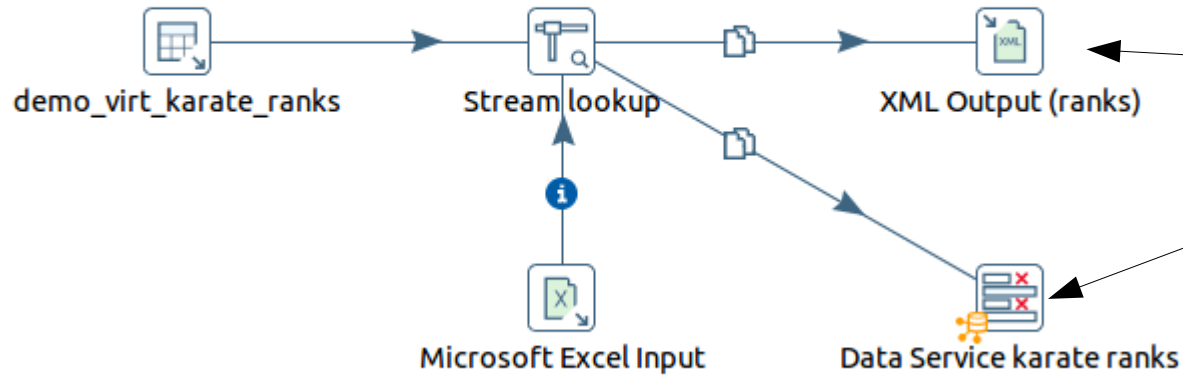 demo_virt_karate_ranks
Stream lookup
XML
XML Output (ranks)
i
X
Microsoft Excel Input
Data Service karate ranks